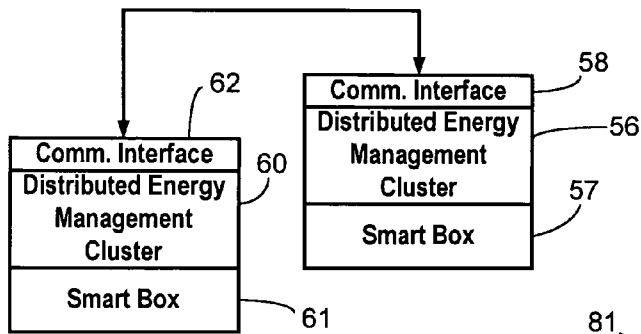 62
Comm. Interface
60
Distributed Energy
Management
Cluster
Smart Box
61
58
Comm. Interface
56
Distributed Energy
Management
Cluster
57
Smart Box
81